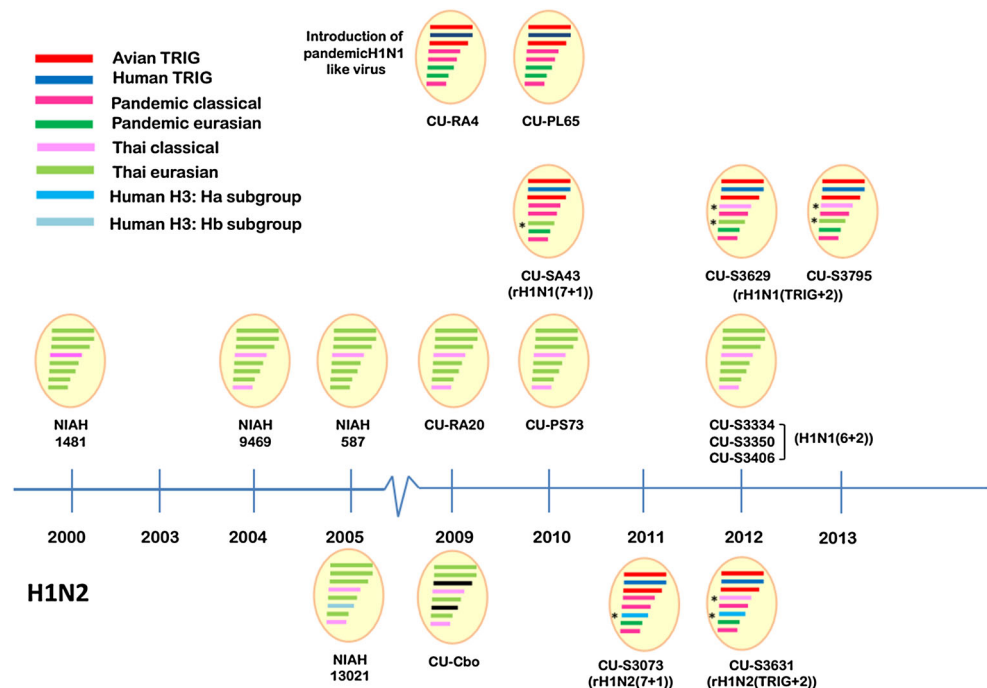 Introduction of
pandemicH1N1
like virus
Avian TRIG
Human TRIG
Pandemic classical
Pandemic eurasian
Thai classical
Thai eurasian
Human H3: Ha subgroup
Human H3: Hb subgroup
CU-RA4
CU-PL65
*
*
*
*
*
CU-SA43
(rH1N1(7+1))
CU-S3629
CU-S3795
(rH1N1(TRIG+2))
NIAH
1481
NIAH
9469
NIAH
587
CU-RA20
CU-PS73
CU-S3334
CU-S3350
CU-S3406
(H1N1(6+2))
2000
2003
2004
2005
2009
2010
2011
2012
2013
H1N2
*
*
*
NIAH
13021
CU-Cbo
CU-S3073
(rH1N2(7+1))
CU-S3631
(rH1N2(TRIG+2))